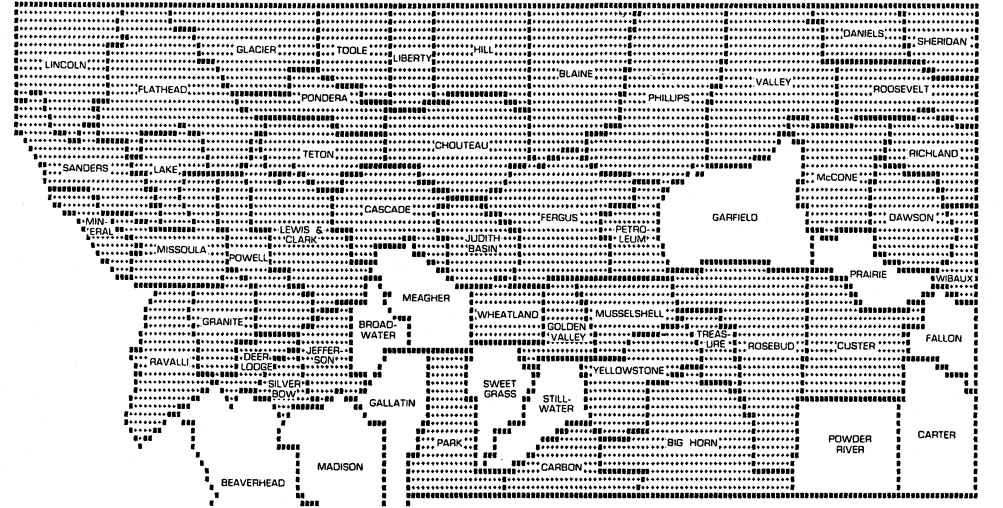 DANIELS
SHERIDAN
GLACIER
TOOLE
LIBERTY
HILL
LINCOLN
BLAINE
VALLEY
FLATHEAD
PONDERA
PHILLIPS
ROOSEVELT
CHOUTEAU
TETON
RICHLAND
SANDERS
LAKE
McCONE
CASCADE
FERGUS
GARFIELD
DAWSON
MIN-
ERAL
LEWIS &
CLARK
PETRO-
LEUM
JUDITH
BASIN
MISSOULA
POWELL
PRAIRIE
WIBAUX
MEAGHER
WHEATLAND
MUSSELSHELL
GRANITE
BROAD-
WATER
GOLDEN
VALLEY
TREAS-
URE
FALLON
RAVALLI
DEER
LODGE
JEFFER-
SON
ROSEBUD
CUSTER
YELLOWSTONE
SILVER
BOW
SWEET
GRASS
GALLATIN
STILL-
WATER
PARK
BIG HORN
POWDER
RIVER
CARTER
MADISON
CARBON
BEAVERHEAD